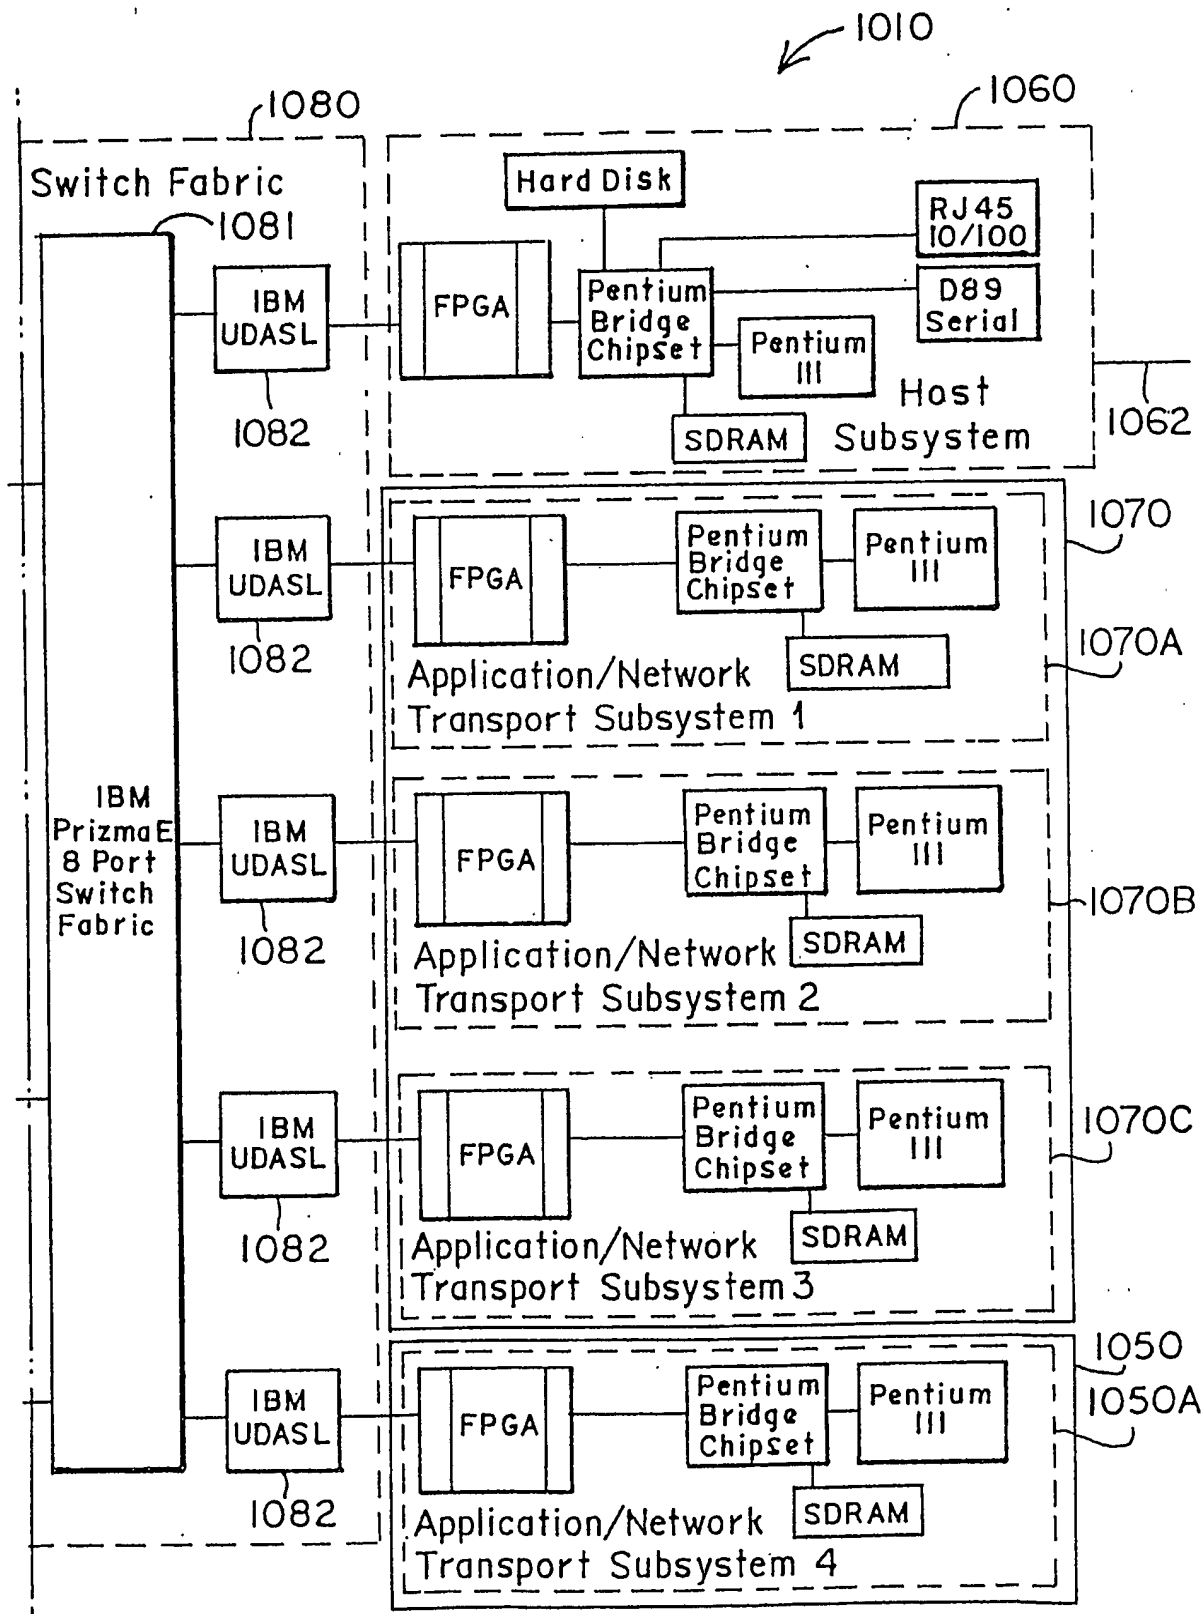 1010
1080
1060
Switch Fabric
1081
Hard Disk
RJ45
10/100
D89
Serial
IBM
UDASL
1082
FPGA
Pentium
Bridge
Chipset
Pentium
III
SDRAM
Host
Subsystem
1062
IBM
UDASL
1082
FPGA
Pentium
Bridge
Chipset
Pentium
III
SDRAM
1070
1070A
Application/Network
Transport Subsystem 1
IBM
PrizmaE
8 Port
Switch
Fabric
IBM
UDASL
1082
FPGA
Pentium
Bridge
Chipset
Pentium
III
SDRAM
1070B
Application/Network
Transport Subsystem 2
IBM
UDASL
1082
FPGA
Pentium
Bridge
Chipset
Pentium
III
SDRAM
1070C
Application/Network
Transport Subsystem 3
IBM
UDASL
1082
FPGA
Pentium
Bridge
Chipset
Pentium
III
SDRAM
1050
1050A
Application/Network
Transport Subsystem 4